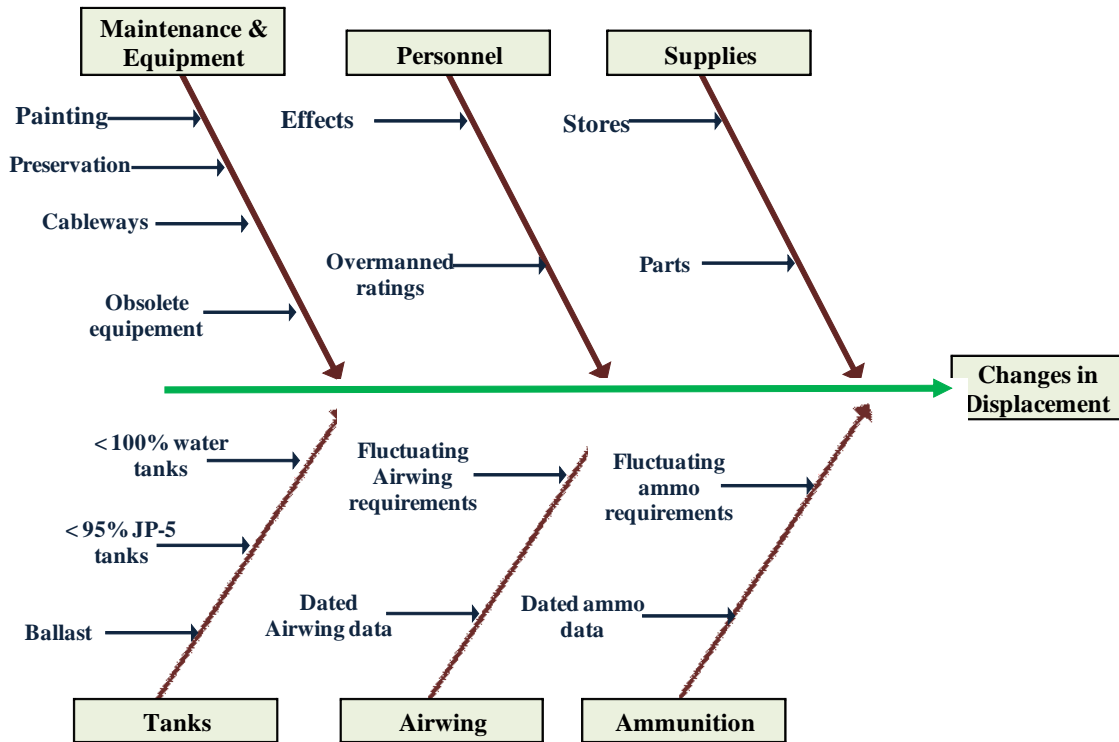 Maintenance &
Equipment
Personnel
Supplies
Painting
Effects
Stores
Preservation
Cableways
Overmanned
ratings
Parts
Obsolete
equipement
Changes in
Displacement
< 100% water
tanks
Fluctuating
Airwing
requirements
Fluctuating
ammo
requirements
< 95% JP-5
tanks
Dated
Airwing data
Dated ammo
data
Ballast
Tanks
Airwing
Ammunition